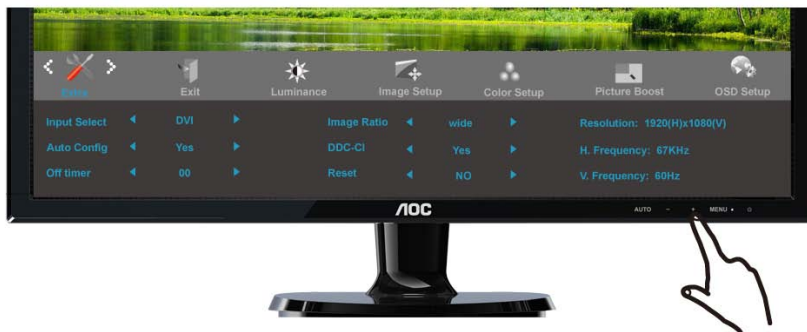 Extra Exit Luminance Image Setup Color Setup Picture Boost OSD Setup
Input Select DVI Image Ratio wide Resolution: 1920(H)x1080(V)
Auto Config Yes DDC-CI Yes H. Frequency: 67KHz
Off timer 00 Reset NO V. Frequency: 60Hz
AOC
AUTO - + MENU